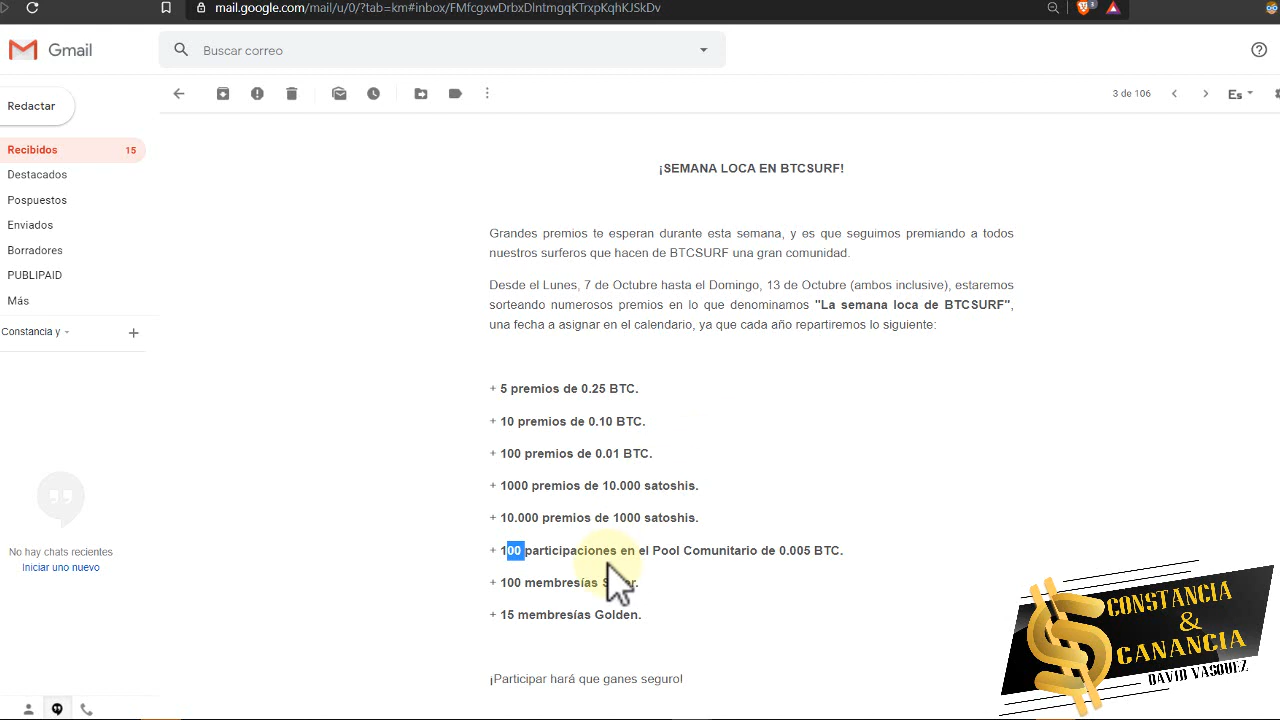 mail.google.com/mail/u/0/?tab=km#inbox/FMfcgxwDrbxDlntmgqKTrxpKqhKJSkDv
Gmail
Buscar correo
Redactar
3 de 106
Es
Recibidos 15
Destacados
Pospuestos
Enviados
Borradores
PUBLIPAID
Más
Constancia y
No hay chats recientes
Iniciar uno nuevo
¡SEMANA LOCA EN BTCSURF!
Grandes premios te esperan durante esta semana, y es que seguimos premiando a todos
nuestros surferos que hacen de BTCSURF una gran comunidad.
Desde el Lunes, 7 de Octubre hasta el Domingo, 13 de Octubre (ambos inclusive), estaremos
sorteando numerosos premios en lo que denominamos "La semana loca de BTCSURF",
una fecha a asignar en el calendario, ya que cada año repartiremos lo siguiente:
+ 5 premios de 0.25 BTC.
+ 10 premios de 0.10 BTC.
+ 100 premios de 0.01 BTC.
+ 1000 premios de 10.000 satoshis.
+ 10.000 premios de 1000 satoshis.
+ 100 participaciones en el Pool Comunitario de 0.005 BTC.
+ 100 membresías
+ 15 membresías Golden.
¡Participar hará que ganes seguro!
CONSTANCIA
&
GANANCIA
DAVID VASQUEZ